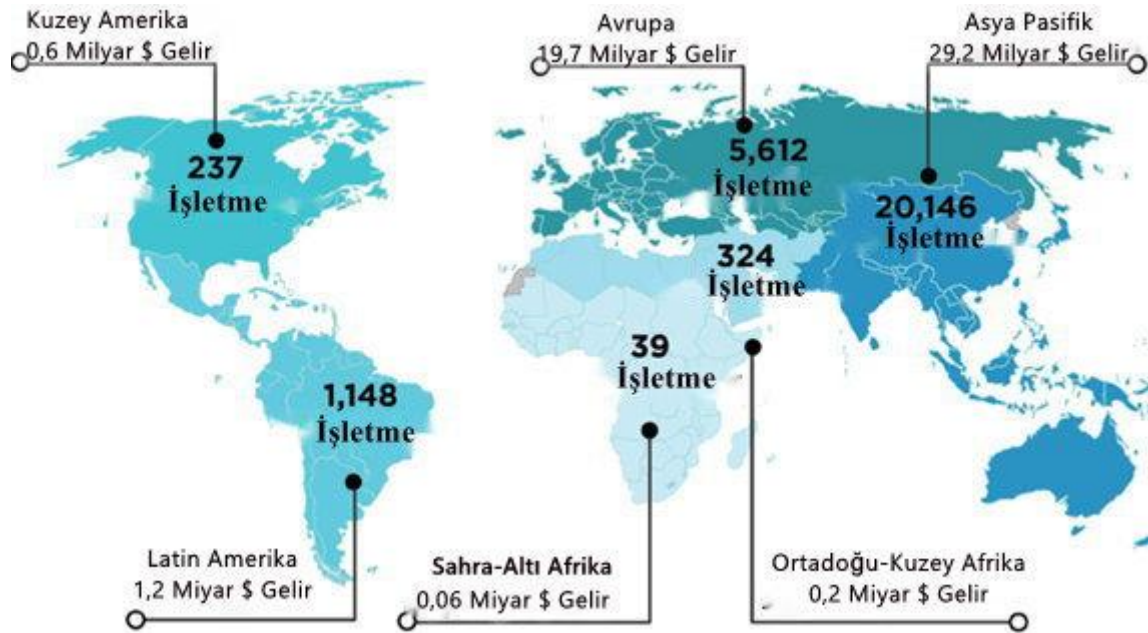 Kuzey Amerika
0,6 Milyar $ Gelir
Avrupa
19,7 Milyar $ Gelir
Asya Pasifik
29,2 Milyar $ Gelir
237
İşletme
5,612
İşletme
20,146
İşletme
324
İşletme
39
İşletme
1,148
İşletme
Latin Amerika
1,2 Miyar $ Gelir
Sahra-Altı Afrika
0,06 Miyar $ Gelir
Ortadoğu-Kuzey Afrika
0,2 Miyar $ Gelir